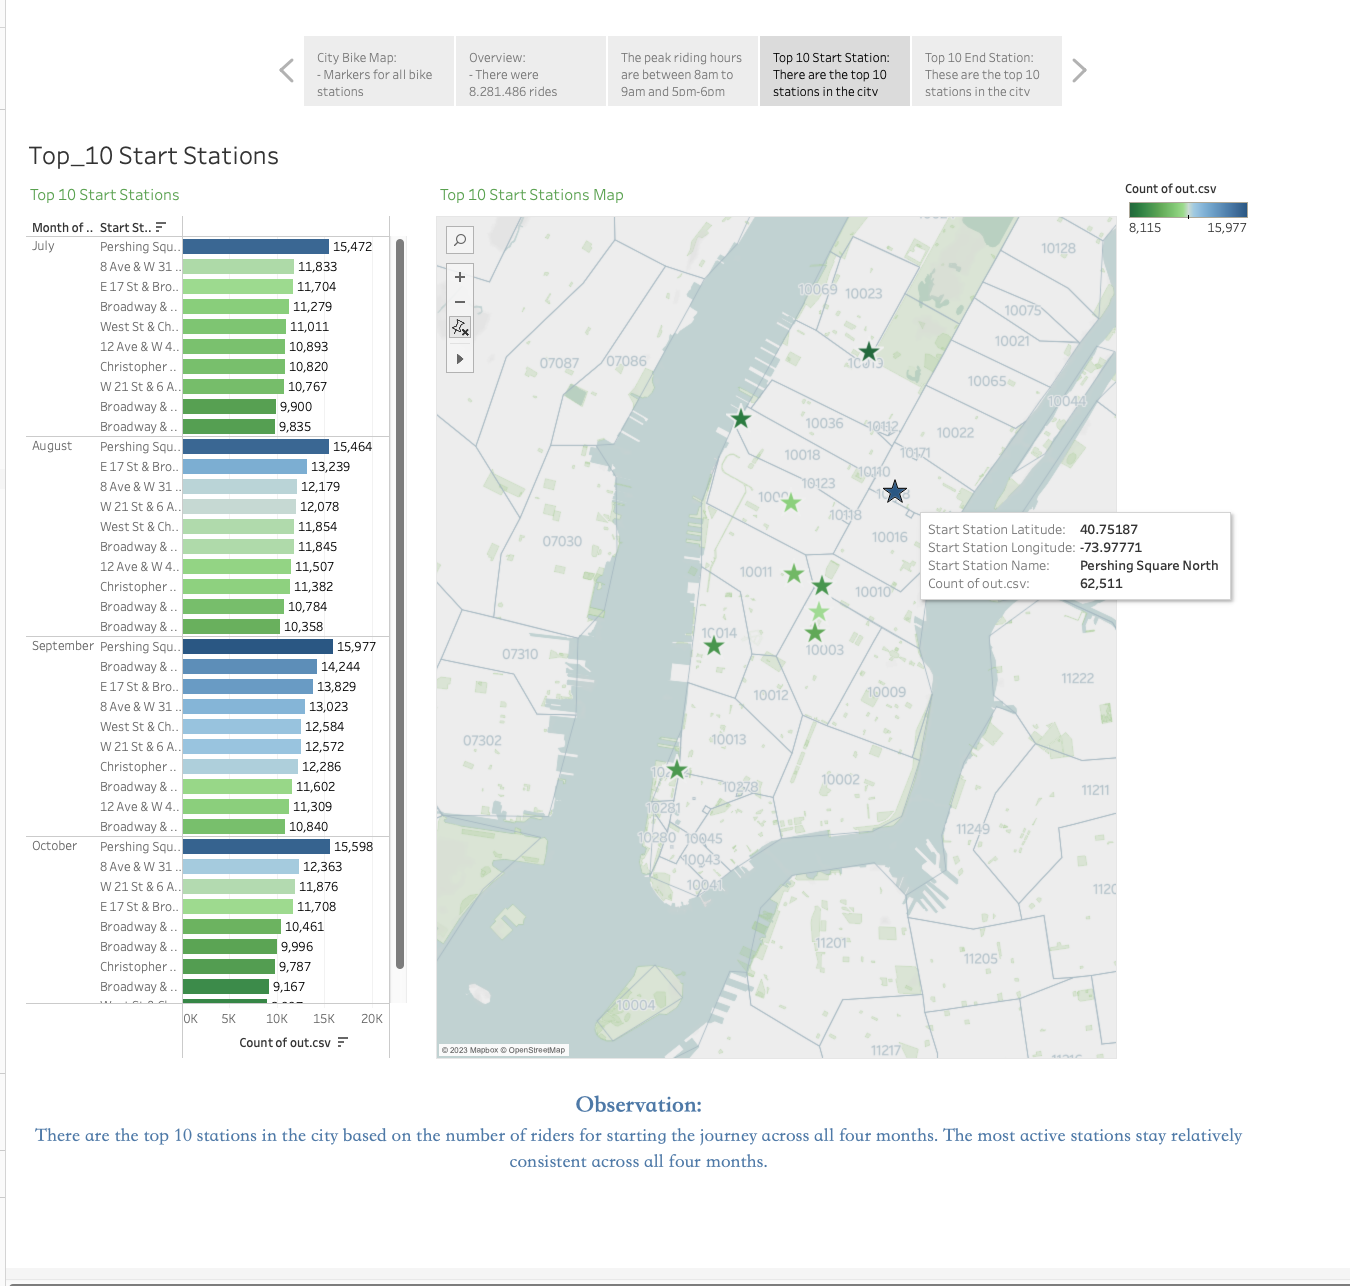 City Bike Map:
- Markers for all bike
stations
Overview:
- There were
8,281,486 rides
The peak riding hours
are between 8am to
9am and 5pm-6pm
Top 10 Start Station:
There are the top 10
stations in the city
Top 10 End Station:
These are the top 10
stations in the city
Top_10 Start Stations
Top 10 Start Stations
Top 10 Start Stations Map
Count of out.csv
8,115 15,977
Month of .. Start St..
July Pershing Squ.. 15,472
8 Ave & W 31 .. 11,833
E 17 St & Bro.. 11,704
Broadway & .. 11,279
West St & Ch.. 11,011
12 Ave & W 4.. 10,893
Christopher .. 10,820
W 21 St & 6 A.. 10,767
Broadway & .. 9,900
Broadway & .. 9,835
August Pershing Squ.. 15,464
E 17 St & Bro.. 13,239
8 Ave & W 31 .. 12,179
W 21 St & 6 A.. 12,078
West St & Ch.. 11,854
Broadway & .. 11,845
12 Ave & W 4.. 11,507
Christopher .. 11,382
Broadway & .. 10,784
Broadway & .. 10,358
September Pershing Squ.. 15,977
Broadway & .. 14,244
E 17 St & Bro.. 13,829
8 Ave & W 31 .. 13,023
West St & Ch.. 12,584
W 21 St & 6 A.. 12,572
Christopher .. 12,286
Broadway & .. 11,602
12 Ave & W 4.. 11,309
Broadway & .. 10,840
October Pershing Squ.. 15,598
8 Ave & W 31 .. 12,363
W 21 St & 6 A.. 11,876
E 17 St & Bro.. 11,708
Broadway & .. 10,461
Broadway & .. 9,996
Christopher .. 9,787
Broadway & .. 9,167
0K 5K 10K 15K 20K
Count of out.csv
10128
10069 10023
10075
10021
07087 07086
10065
10044
10036 10112 10022
10018 10171
10110
10123
10118
10016
07030
10011
10010
10014
10003
07310
10012 10009
11222
07302
10013
10278 10002
11211
10281
11249
10280 10045
10043
10041
11201
11205
10004
11217
Start Station Latitude: 40.75187
Start Station Longitude: -73.97771
Start Station Name: Pershing Square North
Count of out.csv: 62,511
© 2023 Mapbox © OpenStreetMap
Observation:
There are the top 10 stations in the city based on the number of riders for starting the journey across all four months. The most active stations stay relatively
consistent across all four months.